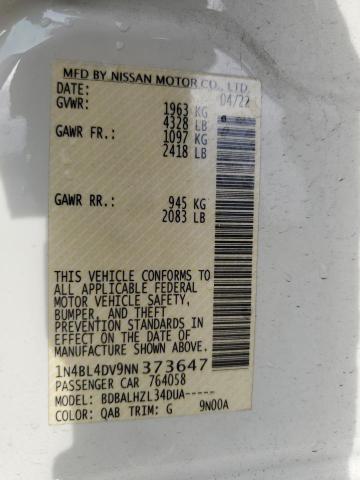 MFD BY NISSAN MOTOR CO., LTD.
DATE: 04/22
GVWR: 1963 KG
4328 LB
GAWR FR.: 1097 KG
2418 LB
GAWR RR.: 945 KG
2083 LB
THIS VEHICLE CONFORMS TO
ALL APPLICABLE FEDERAL
MOTOR VEHICLE SAFETY,
BUMPER, AND THEFT
PREVENTION STANDARDS IN
EFFECT ON THE DATE OF
MANUFACTURE SHOWN ABOVE.
1N4BL4DV9NN373647
PASSENGER CAR 764058
MODEL: BDBALHZL34DUA-----
COLOR: QAB TRIM: G 9N00A